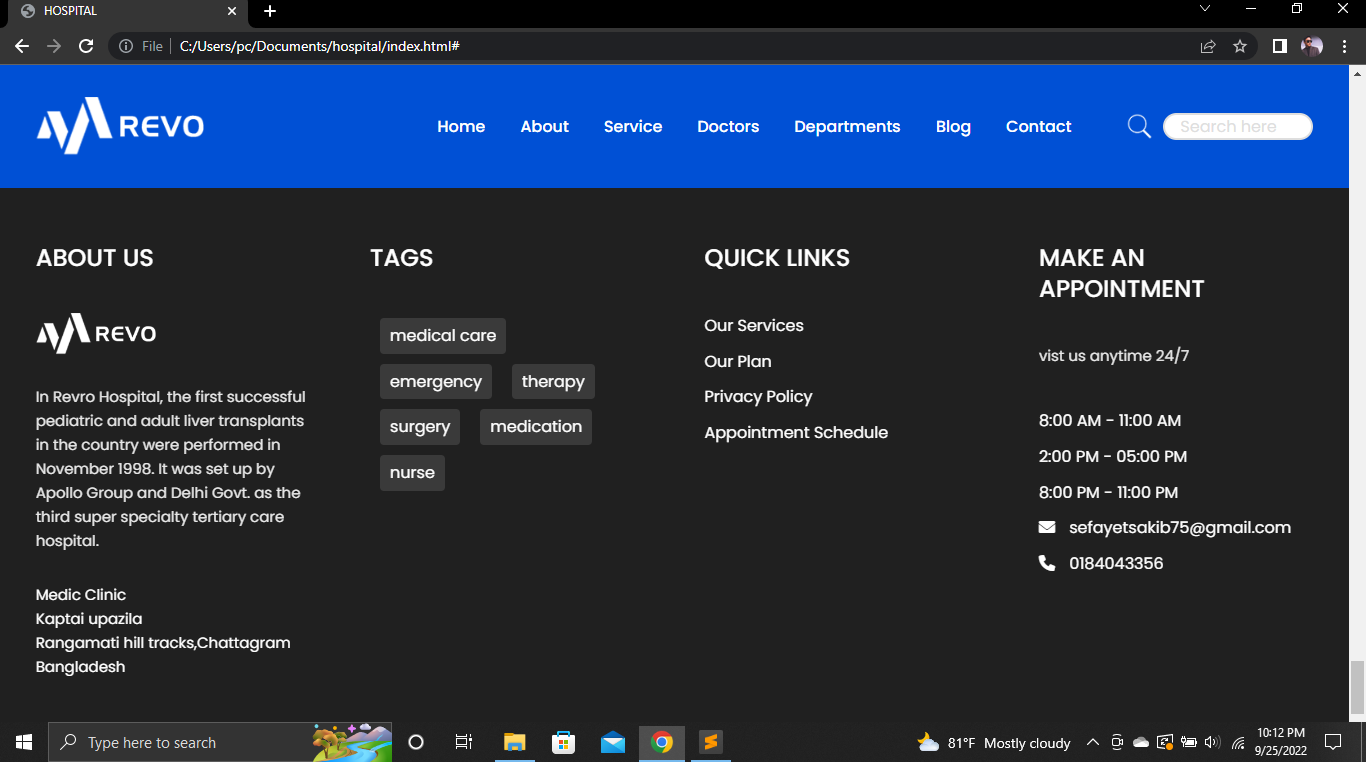 HOSPITAL
File
C:/Users/pc/Documents/hospital/index.html#
REVO
Home
About
Service
Doctors
Departments
Blog
Contact
Search here
ABOUT US
REVO
In Revro Hospital, the first successful
pediatric and adult liver transplants
in the country were performed in
November 1998. It was set up by
Apollo Group and Delhi Govt. as the
third super specialty tertiary care
hospital.
Medic Clinic
Kaptai upazila
Rangamati hill tracks,Chattagram
Bangladesh
TAGS
medical care
emergency
therapy
surgery
medication
nurse
QUICK LINKS
Our Services
Our Plan
Privacy Policy
Appointment Schedule
MAKE AN
APPOINTMENT
vist us anytime 24/7
8:00 AM - 11:00 AM
2:00 PM - 05:00 PM
8:00 PM - 11:00 PM
sefayetsakib75@gmail.com
0184043356
Type here to search
81°F Mostly cloudy
10:12 PM
9/25/2022